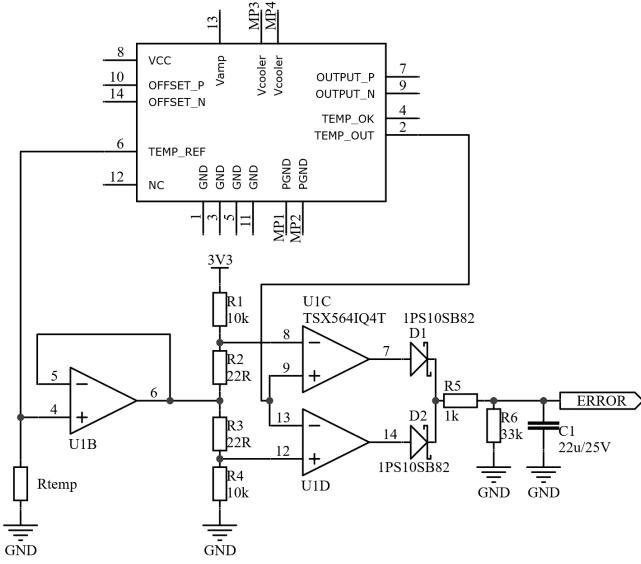 13
MP3
MP4
8
VCC
Vamp
Vcooler
Vcooler
OUTPUT_P
7
10
OFFSET_P
OUTPUT_N
9
14
OFFSET_N
TEMP_OK
4
TEMP_OUT
2
6
TEMP_REF
12
NC
GND
GND
GND
GND
PGND
PGND
1
3
5
11
MP1
MP2
3V3
R1
10k
U1C
TSX564IQ4T
1PS10SB82
D1
8
7
9
R2
22R
5
6
4
U1B
R3
22R
13
12
14
D2
1PS10SB82
U1D
R5
1k
ERROR
R6
33k
C1
22u/25V
GND
GND
Rtemp
R4
10k
GND
GND